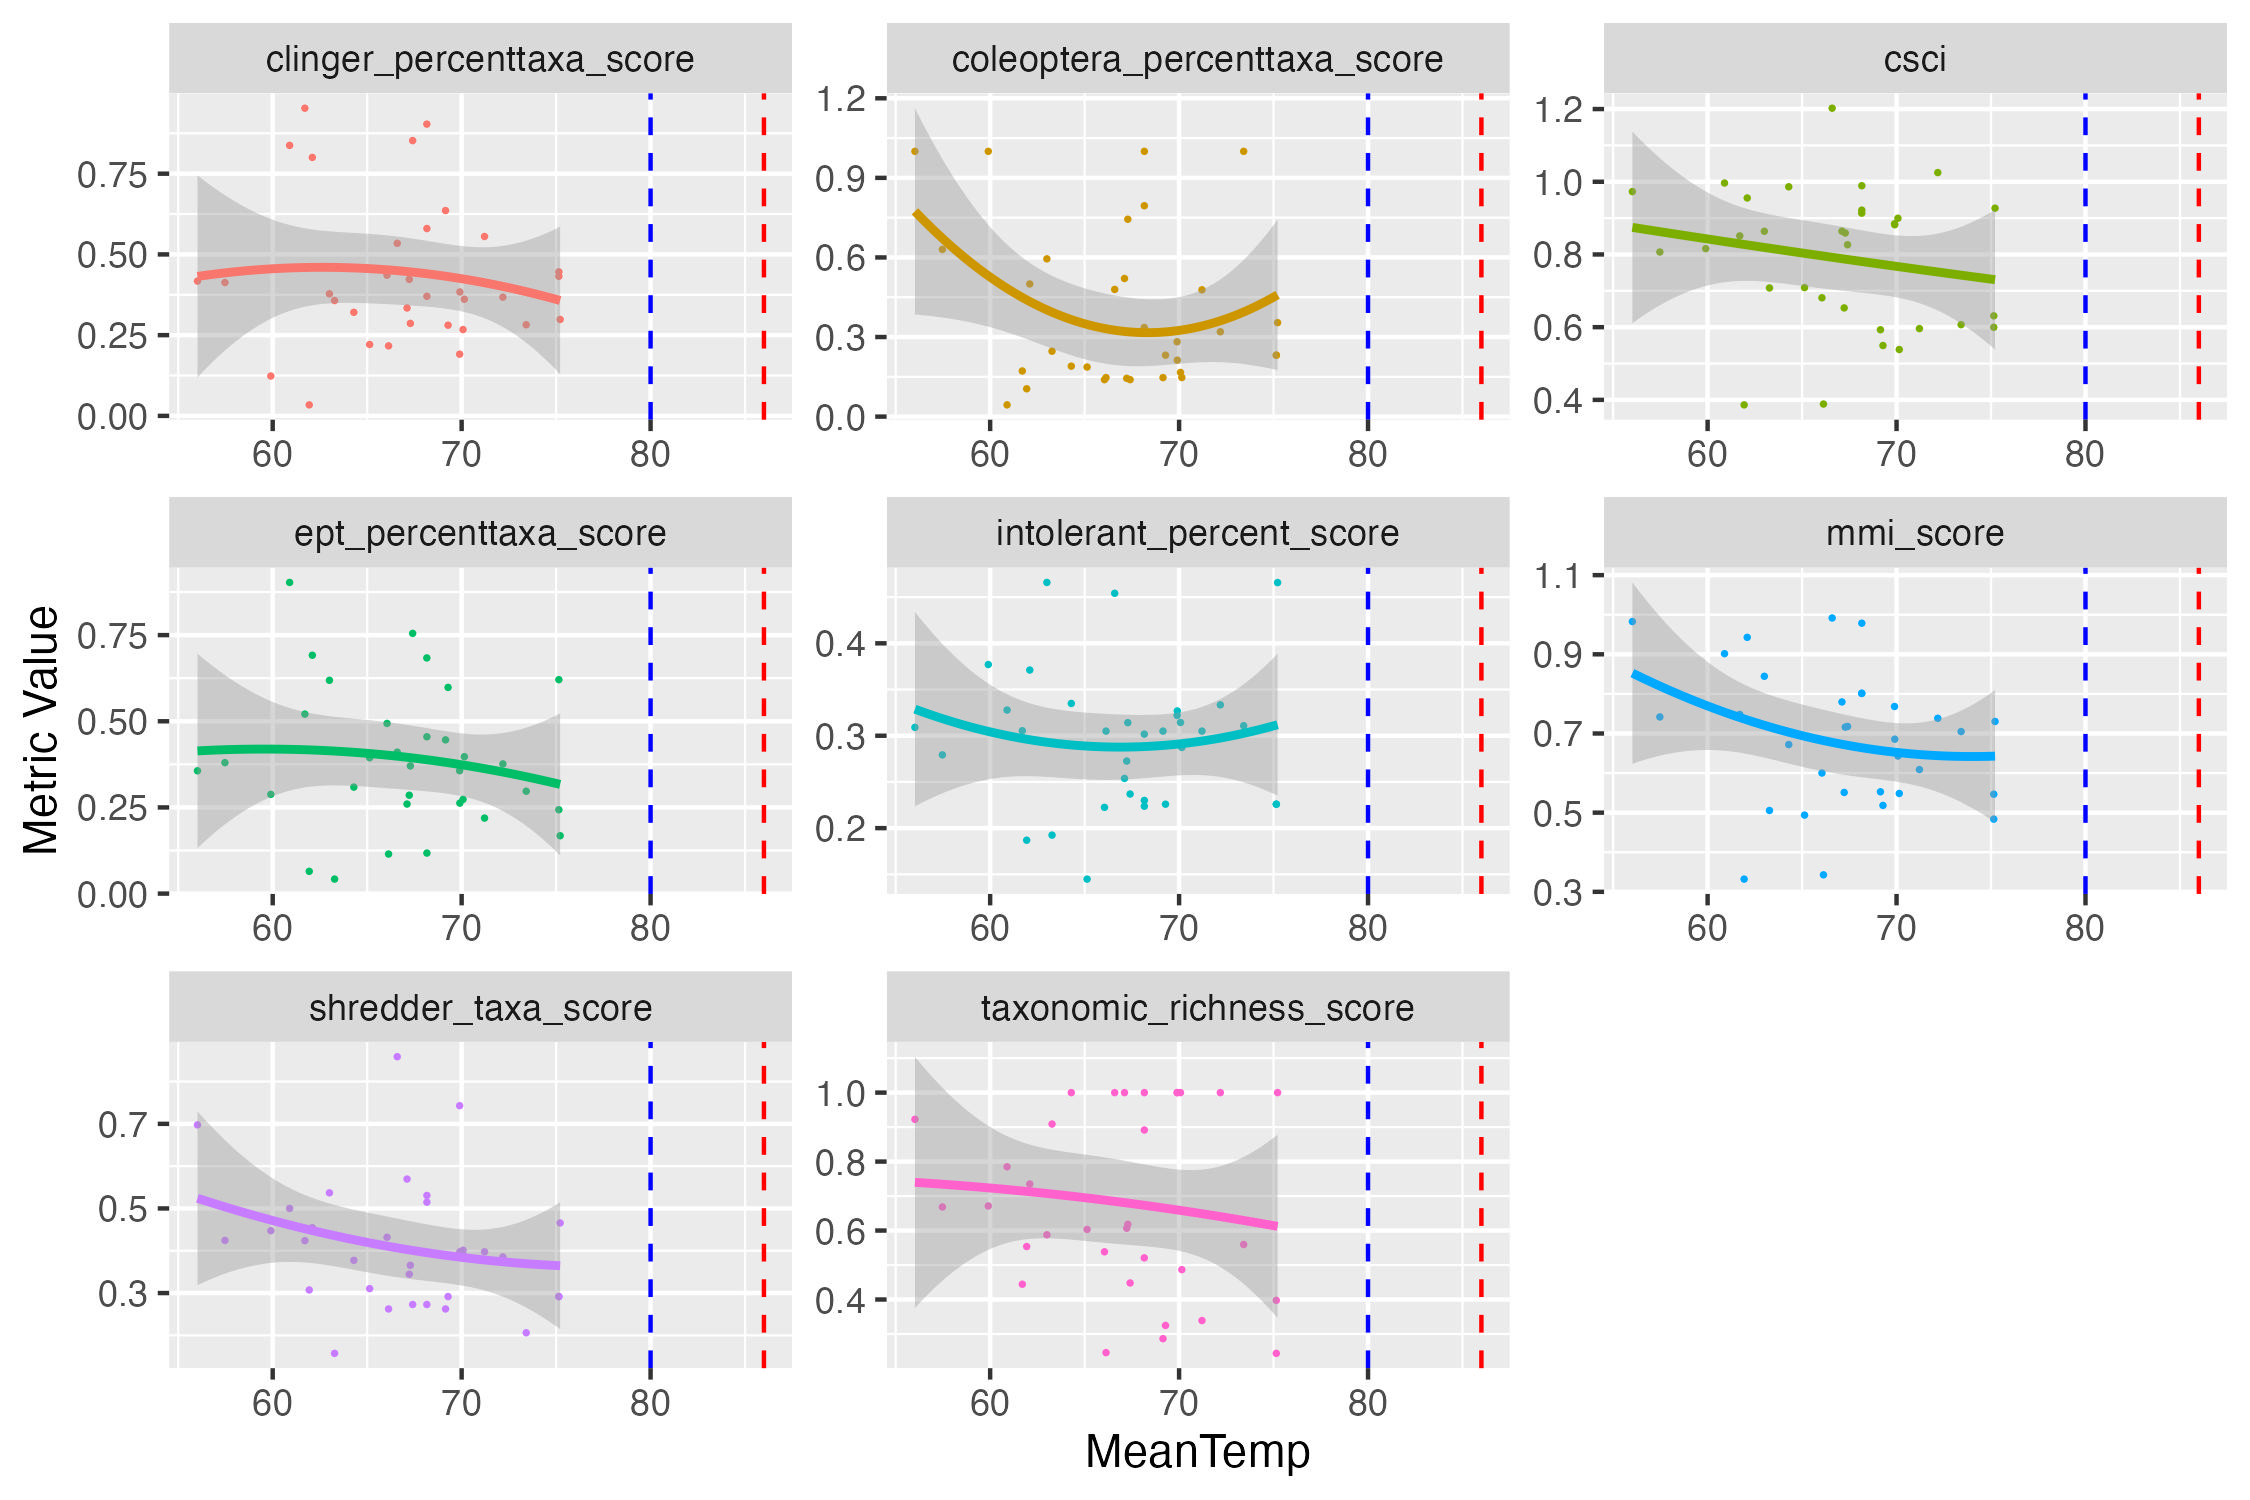 clinger_percenttaxa_score
coleoptera_percenttaxa_score
csci
0.75
0.50
0.25
0.00
60 70 80
1.2
0.9
0.6
0.3
0.0
60 70 80
1.2
1.0
0.8
0.6
0.4
60 70 80
Metric Value
ept_percenttaxa_score
intolerant_percent_score
mmi_score
0.75
0.50
0.25
0.00
60 70 80
0.4
0.3
0.2
60 70 80
1.1
0.9
0.7
0.5
0.3
60 70 80
shredder_taxa_score
taxonomic_richness_score
0.7
0.5
0.3
60 70 80
1.0
0.8
0.6
0.4
60 70 80
MeanTemp